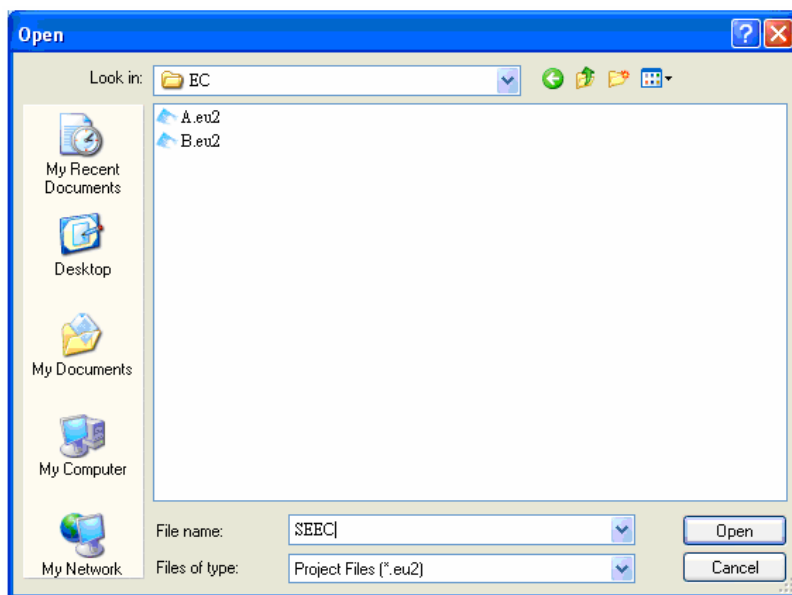 Open
Look in: EC
A.eu2
B.eu2
My Recent
Documents
Desktop
My Documents
My Computer
My Network
File name: SEEC Open
Files of type: Project Files (*.eu2) Cancel